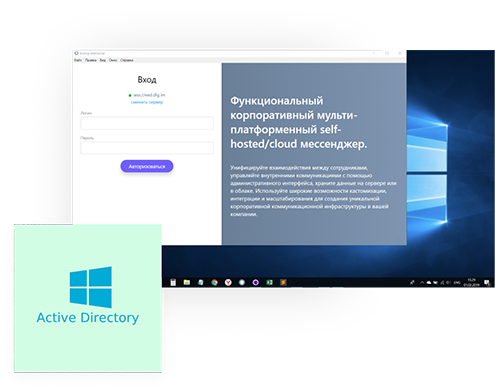 Файл Правка Вид Окно Справка
Вход
сменить сервер
Логин
Пароль
Авторизоваться
Функциональный
корпоративный мульти-
платформенный self-
hosted/cloud мессенджер.
Унифицируйте взаимодействия между сотрудниками,
управляйте внутренними коммуникациями с помощью
административного интерфейса, храните данные на сервере или
в облаке. Используйте широкие возможности кастомизации,
интеграции и масштабирования для создания уникальной
корпоративной коммуникационной инфраструктуры в вашей
компании.
ENG
Active Directory